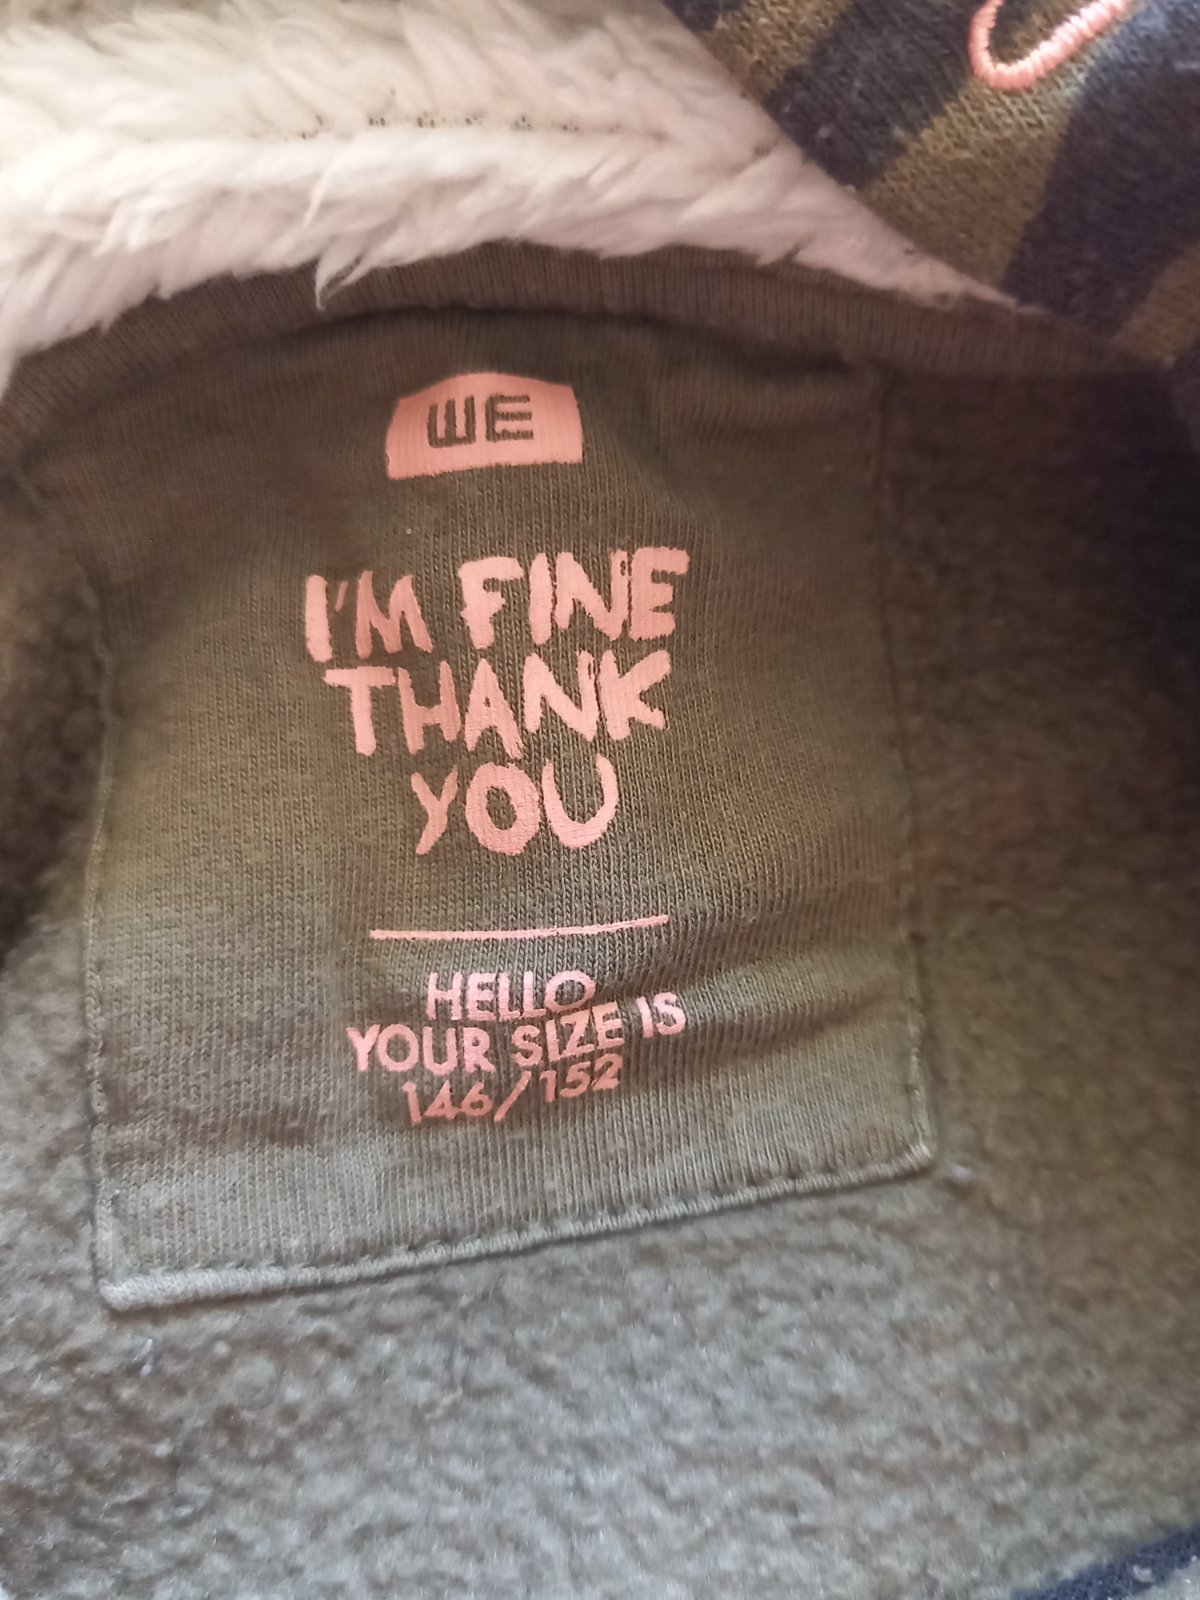 WE
I'M FINE
THANK
YOU
HELLO
YOUR SIZE IS
146/152